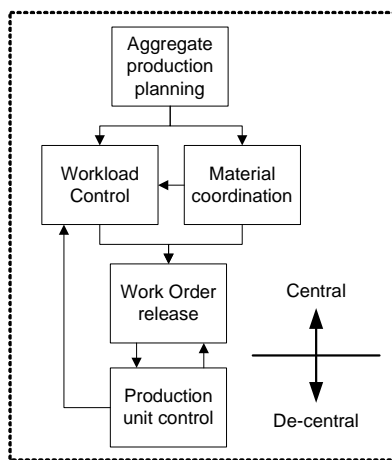 Aggregate
production
planning
Workload
Control
Material
coordination
Work Order
release
Central
Production
unit control
De-central